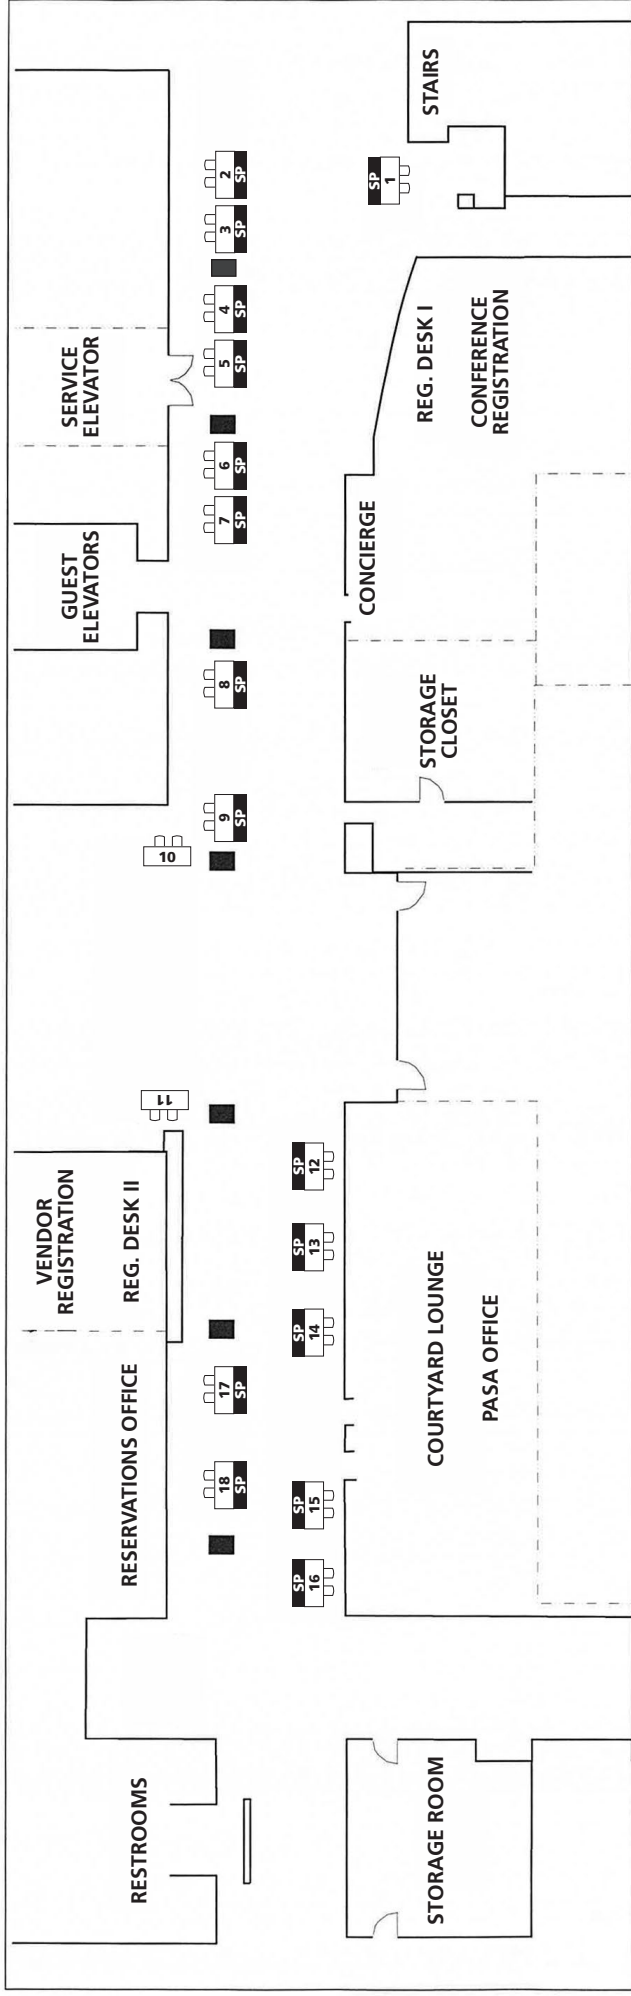 STAIRS
SP
1
2
SP
3
SP
4
SP
5
SP
6
SP
7
SP
8
SP
9
SP
10
11
SP
12
SP
13
SP
14
17
SP
18
SP
SP
15
SP
16
SERVICE
ELEVATOR
GUEST
ELEVATORS
REG. DESK I
CONFERENCE
REGISTRATION
CONCIERGE
STORAGE
CLOSET
VENDOR
REGISTRATION
REG. DESK II
RESERVATIONS OFFICE
COURTYARD LOUNGE
PASA OFFICE
RESTROOMS
STORAGE ROOM